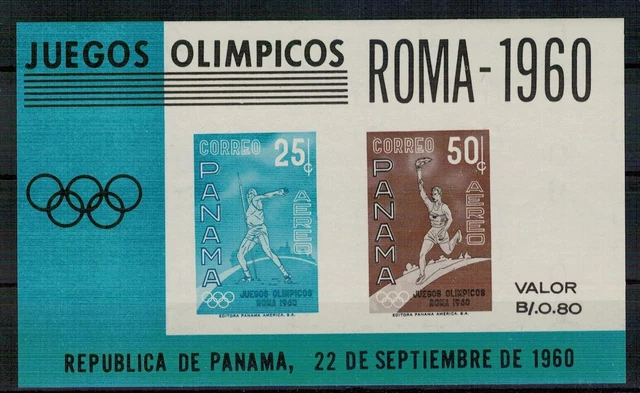 JUEGOS OLIMPICOS
ROMA-1960
CORREO 25¢
PANAMA
AEREO
JUEGOS OLIMPICOS
ROMA 1960
EDITORA PANAMA AMERICA, S.A.
CORREO 50¢
PANAMA
AEREO
JUEGOS OLIMPICOS
ROMA 1960
EDITORA PANAMA AMERICA, S.A.
VALOR
B/.0.80
REPUBLICA DE PANAMA, 22 DE SEPTIEMBRE DE 1960